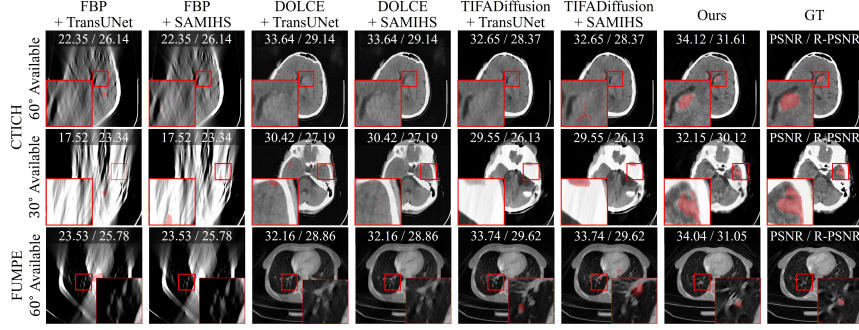 FBP
+ TransUNet
FBP
+ SAMIHS
DOLCE
+ TransUNet
DOLCE
+ SAMIHS
TIFADiffusion
+ TransUNet
TIFADiffusion
+ SAMIHS
Ours
GT
CTICH
60° Available
22.35 / 26.14
22.35 / 26.14
33.64 / 29.14
33.64 / 29.14
32.65 / 28.37
32.65 / 28.37
34.12 / 31.61
PSNR / R-PSNR
30° Available
17.52 / 23.34
17.52 / 23.34
30.42 / 27.19
30.42 / 27.19
29.55 / 26.13
29.55 / 26.13
32.15 / 30.12
PSNR / R-PSNR
FUMPE
60° Available
23.53 / 25.78
23.53 / 25.78
32.16 / 28.86
32.16 / 28.86
33.74 / 29.62
33.74 / 29.62
34.04 / 31.05
PSNR / R-PSNR